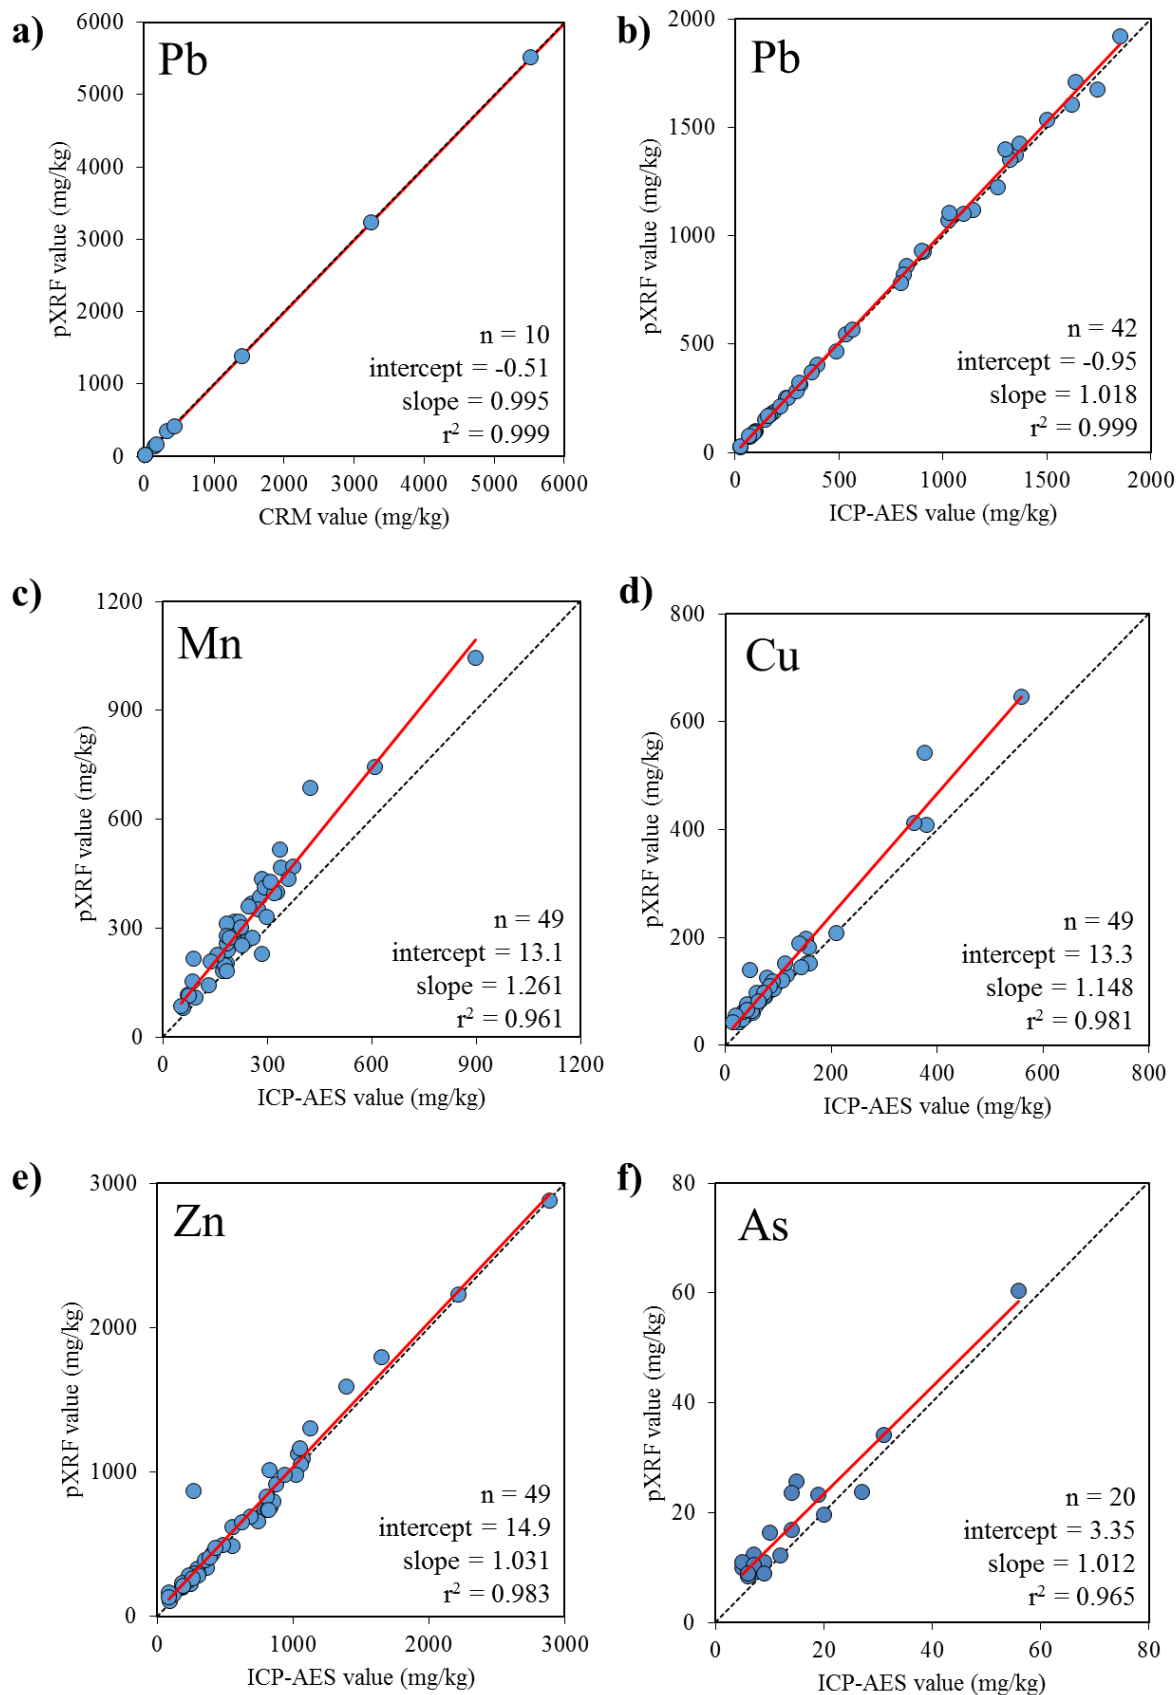 a)
Pb
6000
5000
4000
3000
2000
1000
0
pXRF value (mg/kg)
n = 10
intercept = -0.51
slope = 0.995
r² = 0.999
0 1000 2000 3000 4000 5000 6000
CRM value (mg/kg)
b)
Pb
2000
1500
1000
500
0
pXRF value (mg/kg)
n = 42
intercept = -0.95
slope = 1.018
r² = 0.999
0 500 1000 1500 2000
ICP-AES value (mg/kg)
c)
Mn
1200
900
600
300
0
pXRF value (mg/kg)
n = 49
intercept = 13.1
slope = 1.261
r² = 0.961
0 300 600 900 1200
ICP-AES value (mg/kg)
d)
Cu
800
600
400
200
0
pXRF value (mg/kg)
n = 49
intercept = 13.3
slope = 1.148
r² = 0.981
0 200 400 600 800
ICP-AES value (mg/kg)
e)
Zn
3000
2000
1000
0
pXRF value (mg/kg)
n = 49
intercept = 14.9
slope = 1.031
r² = 0.983
0 1000 2000 3000
ICP-AES value (mg/kg)
f)
As
80
60
40
20
0
pXRF value (mg/kg)
n = 20
intercept = 3.35
slope = 1.012
r² = 0.965
0 20 40 60 80
ICP-AES value (mg/kg)